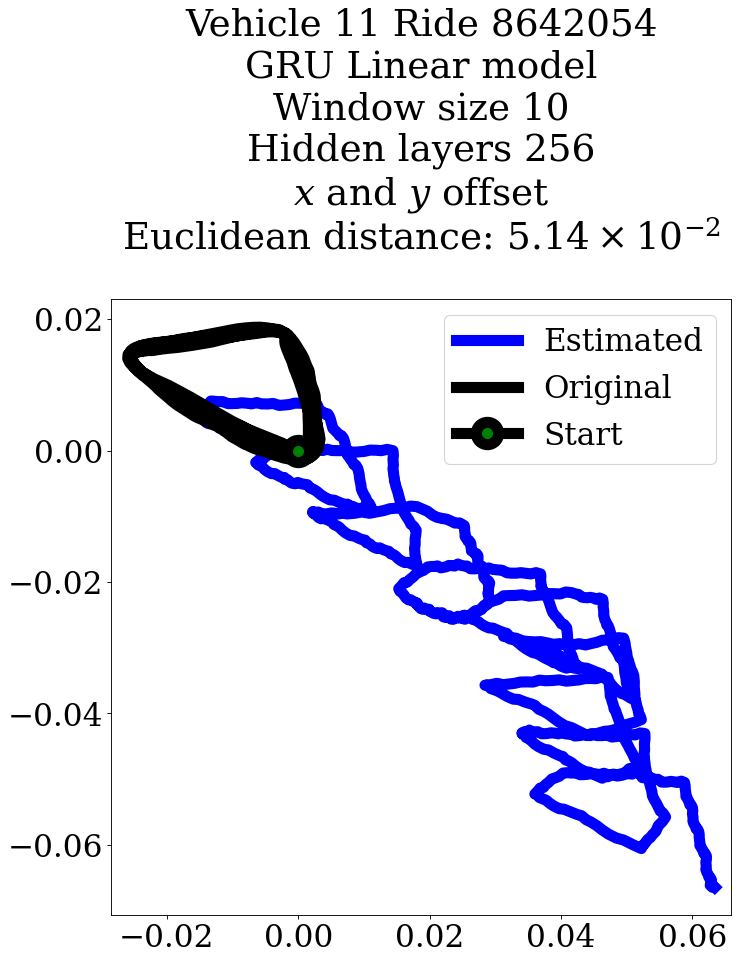 Vehicle 11 Ride 8642054
GRU Linear model
Window size 10
Hidden layers 256
x and y offset
Euclidean distance: 5.14 × 10⁻²
Estimated
Original
Start
0.02
0.00
−0.02
−0.04
−0.06
−0.02 0.00 0.02 0.04 0.06